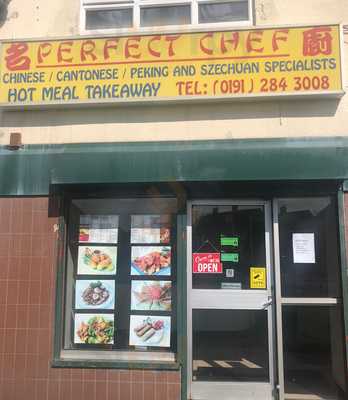 名 PERFECT CHEF 廚
CHINESE / CANTONESE / PEKING AND SZECHUAN SPECIALISTS
HOT MEAL TAKEAWAY TEL: (0191) 284 3008
OPEN